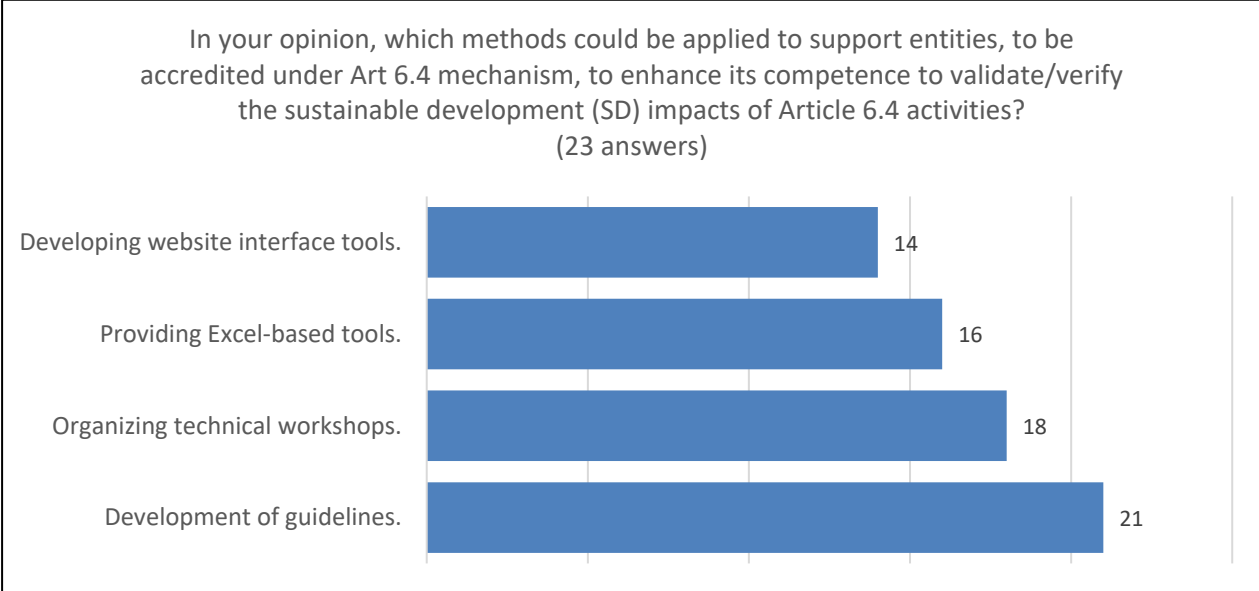 In your opinion, which methods could be applied to support entities, to be
accredited under Art 6.4 mechanism, to enhance its competence to validate/verify
the sustainable development (SD) impacts of Article 6.4 activities?
(23 answers)
Developing website interface tools.
14
Providing Excel-based tools.
16
Organizing technical workshops.
18
Development of guidelines.
21